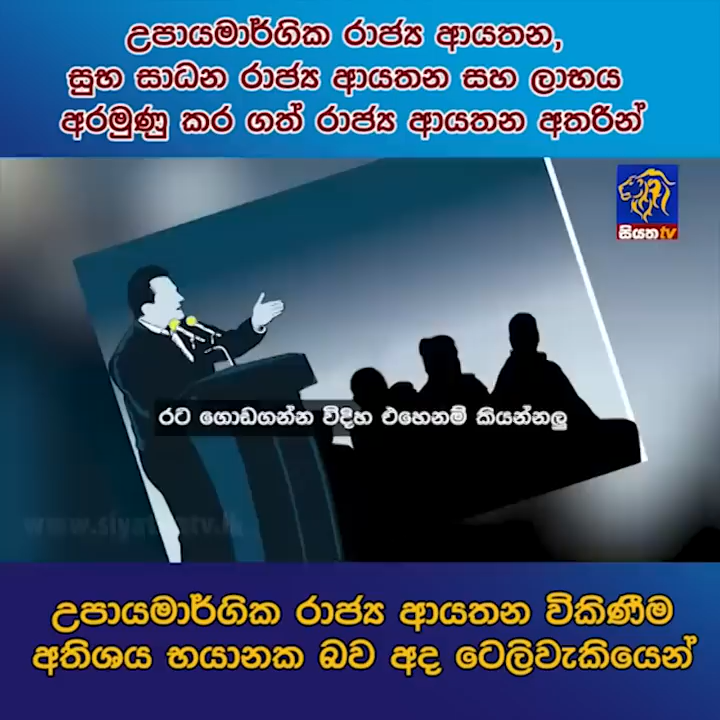 උපායමාර්ගික රාජ්‍ය ආයතන,
සුභ සාධන රාජ්‍ය ආයතන සහ ලාභය
අරමුණු කර ගත් රාජ්‍ය ආයතන අතරින්
සියත tv
රට ගොඩගන්න විදිහ එහෙනම් කියන්නලු
www.siyathatv.lk
උපායමාර්ගික රාජ්‍ය ආයතන විකිණීම
අතිශය භයානක බව අද ටෙලිවැකියෙන්